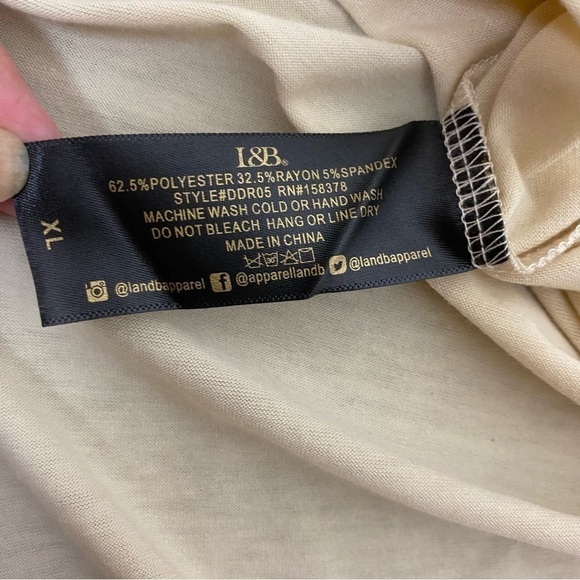 I&B®
62.5%POLYESTER 32.5%RAYON 5%SPANDEX
STYLE#DDR05 RN#158378
MACHINE WASH COLD OR HAND WASH
DO NOT BLEACH HANG OR LINE DRY
MADE IN CHINA
30
@landbapparel @apparellandb @landbapparel
XL